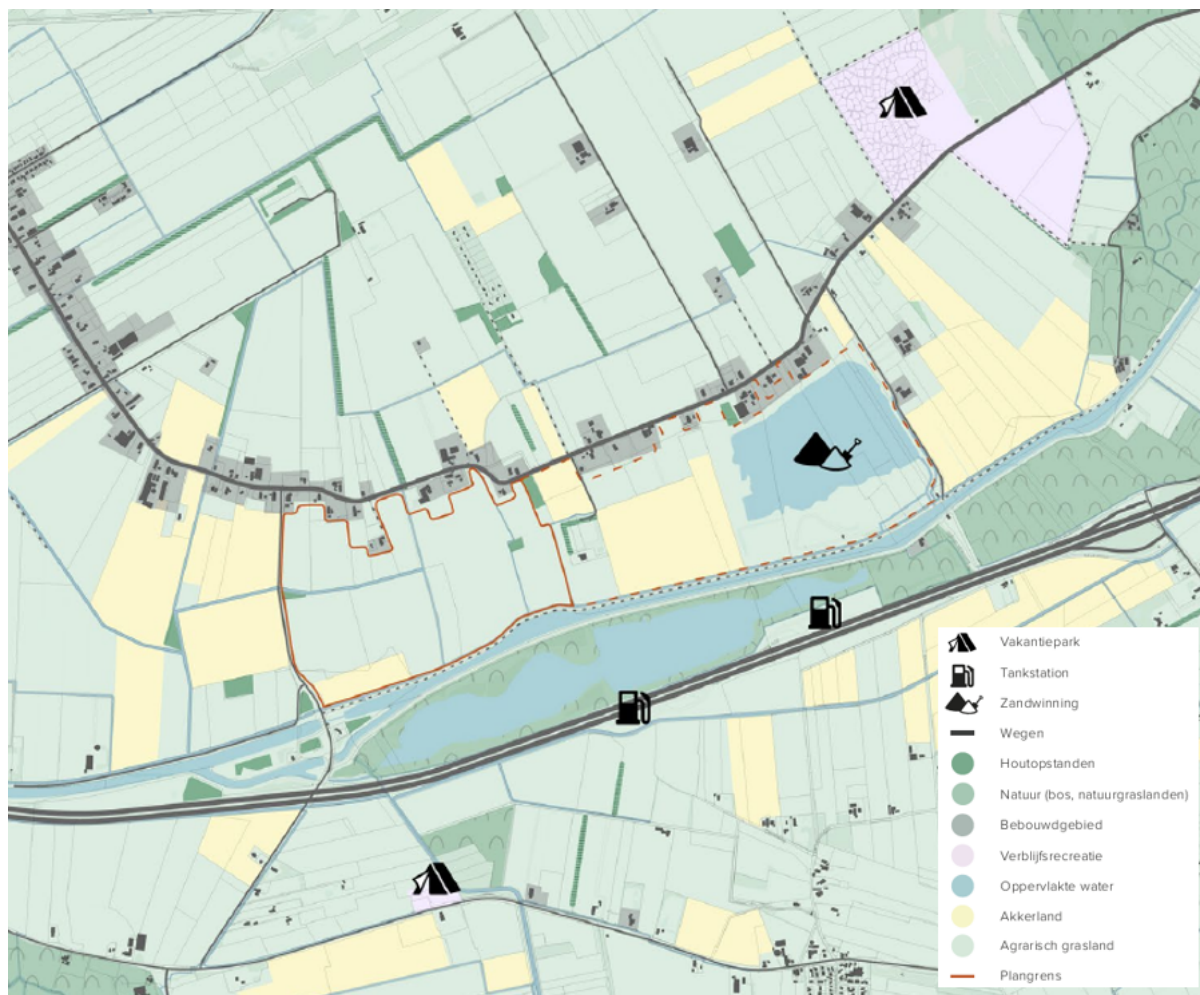 Vakantiepark
Tankstation
Zandwinning
Wegen
Houtopstanden
Natuur (bos, natuurgraslanden)
Bebouwdgebied
Verblijfsrecreatie
Oppervlakte water
Akkerland
Agrarisch grasland
Plangrens